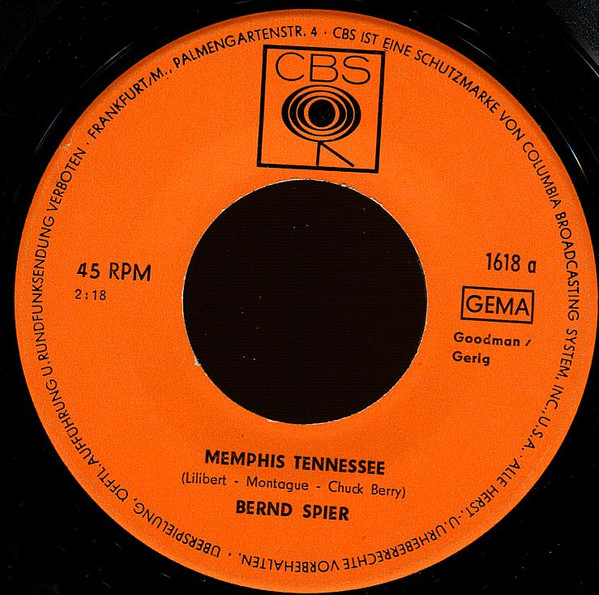 FRANKFURT/M., PALMENGARTENSTR. 4 · CBS IST EINE SCHUTZMARKE VON COLUMBIA BROADCASTING SYSTEM, INC., U.S.A. · ALLE HERST.-U.URHEBERRECHTE VORBEHALTEN. · ÜBERSPIELUNG, ÖFFTL. AUFFÜHRUNG U. RUNDFUNKSENDUNG VERBOTEN ·
CBS
45 RPM
2:18
1618 a
GEMA
Goodman /
Gerig
MEMPHIS TENNESSEE
(Lilibert - Montague - Chuck Berry)
BERND SPIER